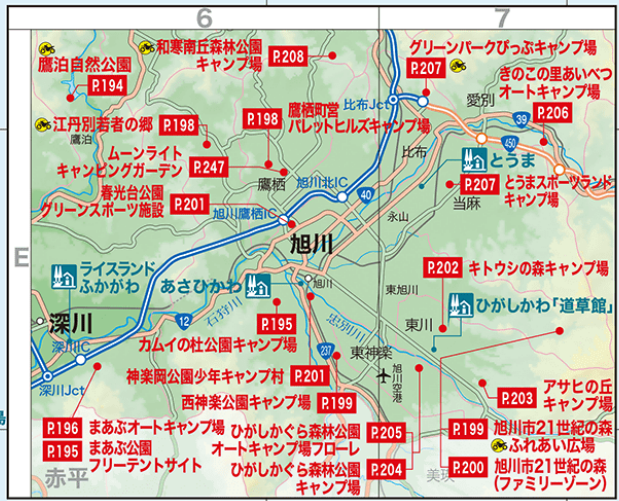 6
7
E
鷹泊自然公園
P.194
和寒南丘森林公園
キャンプ場
P.208
グリーンパークぴっぷキャンプ場
P.207
きのこの里あいべつ
オートキャンプ場
P.206
比布Jct
愛別
39
450
江丹別若者の郷
P.198
鷹泊
P.198
鷹栖町営
パレットヒルズキャンプ場
ムーンライト
キャンピングガーデン
P.247
比布
とうま
鷹栖
旭川北IC
40
P.207
とうまスポーツランド
キャンプ場
当麻
春光台公園
グリーンスポーツ施設
P.201
旭川鷹栖IC
永山
旭川
ライスランド
ふかがわ
あさひかわ
旭川
東旭川
P.202
キトウシの森キャンプ場
ひがしかわ「道草館」
深川
12
石狩川
P.195
忠別川
東川
カムイの杜公園キャンプ場
深川IC
237
東神楽
旭川空港
深川Jct
神楽岡公園少年キャンプ村
P.201
西神楽公園キャンプ場
P.199
P.203
アサヒの丘
キャンプ場
P.196
まあぶオートキャンプ場
P.195
まあぶ公園
フリーテントサイト
ひがしかぐら森林公園
オートキャンプ場フローレ
P.205
ひがしかぐら森林公園
キャンプ場
P.204
P.199
旭川市21世紀の森
ふれあい広場
P.200
旭川市21世紀の森
(ファミリーゾーン)
赤平
美瑛
場